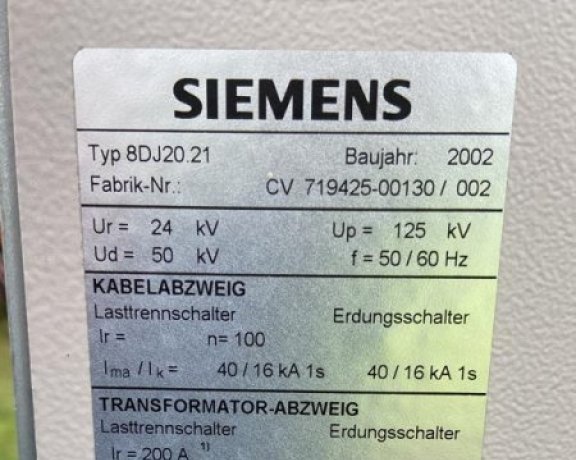 SIEMENS
Typ 8DJ20.21 Baujahr: 2002
Fabrik-Nr.: CV 719425-00130 / 002
Ur = 24 kV Up = 125 kV
Ud = 50 kV f = 50 / 60 Hz
KABELABZWEIG
Lasttrennschalter Erdungsschalter
Ir = n= 100
Ima / Ik = 40 / 16 kA 1s 40 / 16 kA 1s
TRANSFORMATOR-ABZWEIG
Lasttrennschalter Erdungsschalter
Ir = 200 A 1)